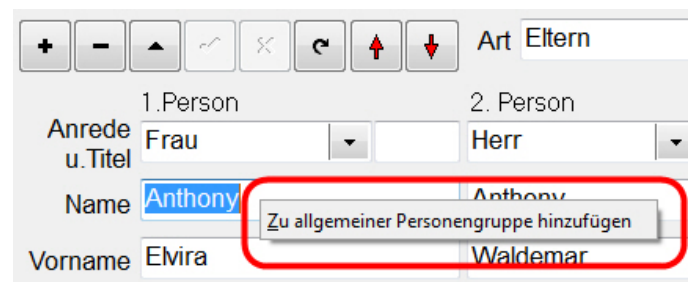 Art Eltern
1.Person 2. Person
Anrede
u.Titel Frau Herr
Name Anthony Anthony
Zu allgemeiner Personengruppe hinzufügen
Vorname Elvira Waldemar